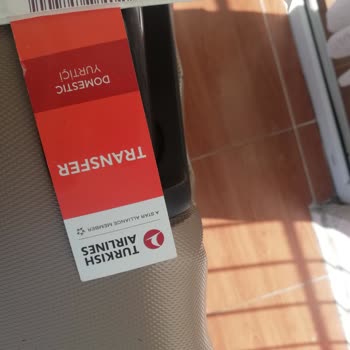 TURKISH
AIRLINES
A STAR ALLIANCE MEMBER
TRANSFER
DOMESTIC
YURTİÇİ